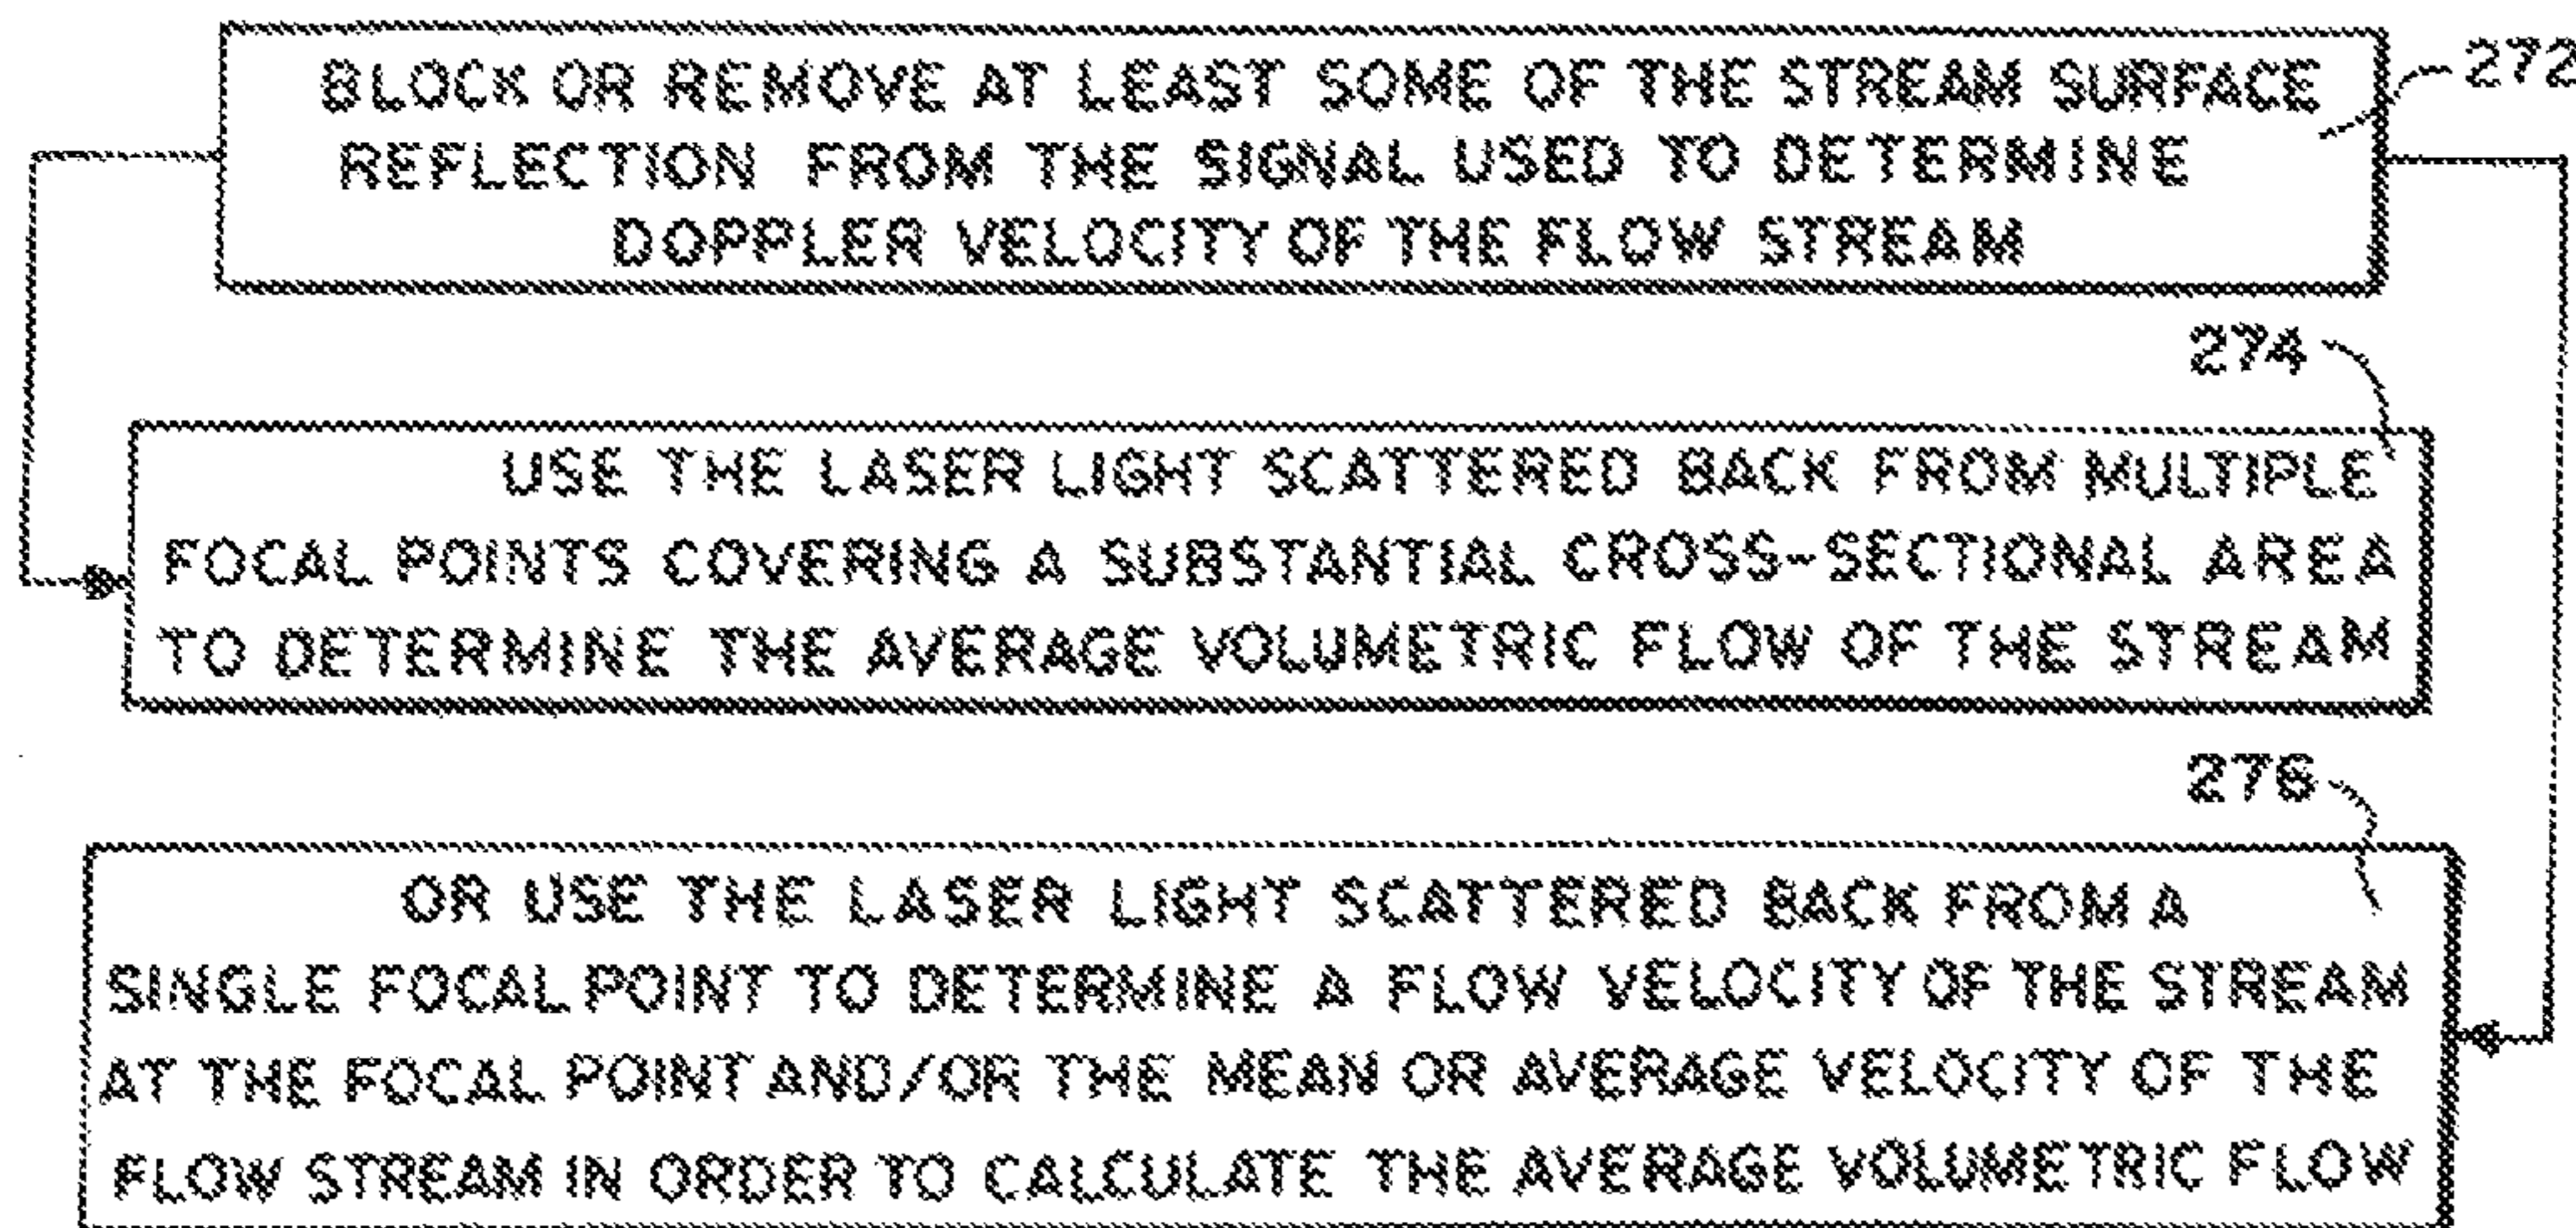 BLOCK OR REMOVE AT LEAST SOME OF THE STREAM SURFACE
REFLECTION FROM THE SIGNAL USED TO DETERMINE
DOPPLER VELOCITY OF THE FLOW STREAM
272
274
USE THE LASER LIGHT SCATTERED BACK FROM MULTIPLE
FOCAL POINTS COVERING A SUBSTANTIAL CROSS-SECTIONAL AREA
TO DETERMINE THE AVERAGE VOLUMETRIC FLOW OF THE STREAM
276
OR USE THE LASER LIGHT SCATTERED BACK FROM A
SINGLE FOCAL POINT TO DETERMINE A FLOW VELOCITY OF THE STREAM
AT THE FOCAL POINT AND/OR THE MEAN OR AVERAGE VELOCITY OF THE
FLOW STREAM IN ORDER TO CALCULATE THE AVERAGE VOLUMETRIC FLOW